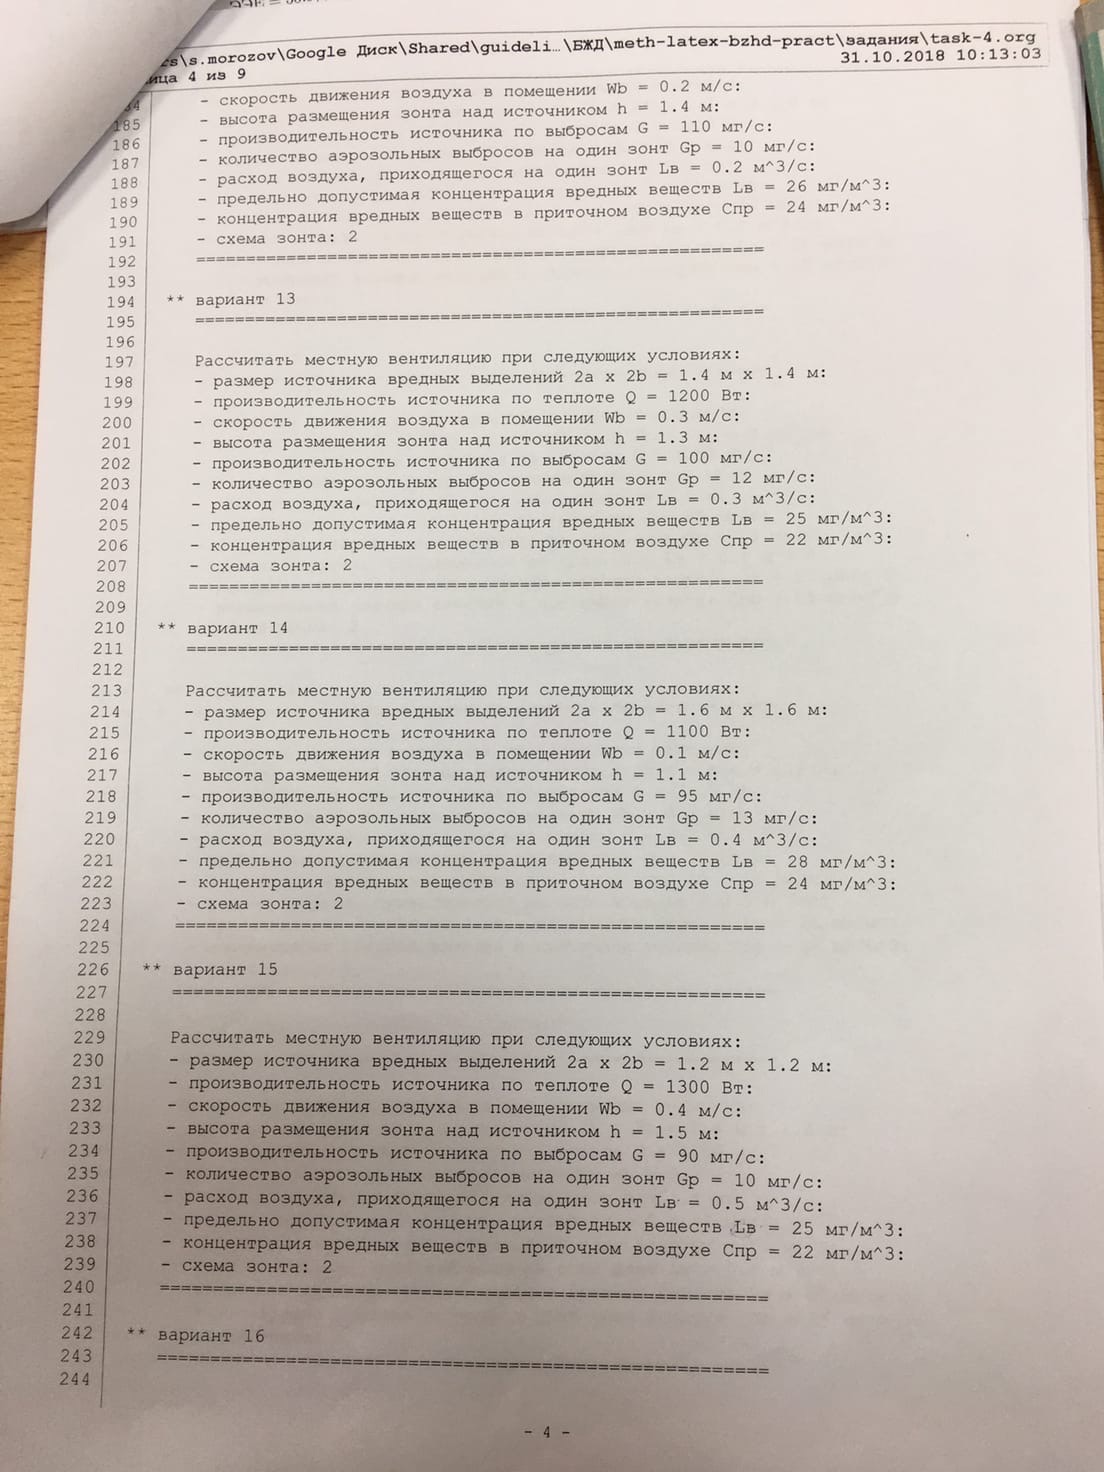 s\s.morozov\Google Диск\Shared\guideli…\БЖД\meth-latex-bzhd-pract\задания\task-4.org
ица 4 из 9
31.10.2018 10:13:03
- скорость движения воздуха в помещении Wb = 0.2 м/с:
185 - высота размещения зонта над источником h = 1.4 м:
186 - производительность источника по выбросам G = 110 мг/с:
187 - количество аэрозольных выбросов на один зонт Gp = 10 мг/с:
188 - расход воздуха, приходящегося на один зонт Lв = 0.2 м^3/с:
189 - предельно допустимая концентрация вредных веществ Lв = 26 мг/м^3:
190 - концентрация вредных веществ в приточном воздухе Спр = 24 мг/м^3:
191 - схема зонта: 2
192 =========================================================
193
194 ** вариант 13
195 =========================================================
196
197 Рассчитать местную вентиляцию при следующих условиях:
198 - размер источника вредных выделений 2a x 2b = 1.4 м x 1.4 м:
199 - производительность источника по теплоте Q = 1200 Вт:
200 - скорость движения воздуха в помещении Wb = 0.3 м/с:
201 - высота размещения зонта над источником h = 1.3 м:
202 - производительность источника по выбросам G = 100 мг/с:
203 - количество аэрозольных выбросов на один зонт Gp = 12 мг/с:
204 - расход воздуха, приходящегося на один зонт Lв = 0.3 м^3/с:
205 - предельно допустимая концентрация вредных веществ Lв = 25 мг/м^3:
206 - концентрация вредных веществ в приточном воздухе Спр = 22 мг/м^3:
207 - схема зонта: 2
208 =========================================================
209
210 ** вариант 14
211 =========================================================
212
213 Рассчитать местную вентиляцию при следующих условиях:
214 - размер источника вредных выделений 2a x 2b = 1.6 м x 1.6 м:
215 - производительность источника по теплоте Q = 1100 Вт:
216 - скорость движения воздуха в помещении Wb = 0.1 м/с:
217 - высота размещения зонта над источником h = 1.1 м:
218 - производительность источника по выбросам G = 95 мг/с:
219 - количество аэрозольных выбросов на один зонт Gp = 13 мг/с:
220 - расход воздуха, приходящегося на один зонт Lв = 0.4 м^3/с:
221 - предельно допустимая концентрация вредных веществ Lв = 28 мг/м^3:
222 - концентрация вредных веществ в приточном воздухе Спр = 24 мг/м^3:
223 - схема зонта: 2
224 =========================================================
225
226 ** вариант 15
227 =========================================================
228
229 Рассчитать местную вентиляцию при следующих условиях:
230 - размер источника вредных выделений 2a x 2b = 1.2 м x 1.2 м:
231 - производительность источника по теплоте Q = 1300 Вт:
232 - скорость движения воздуха в помещении Wb = 0.4 м/с:
233 - высота размещения зонта над источником h = 1.5 м:
234 - производительность источника по выбросам G = 90 мг/с:
235 - количество аэрозольных выбросов на один зонт Gp = 10 мг/с:
236 - расход воздуха, приходящегося на один зонт Lв = 0.5 м^3/с:
237 - предельно допустимая концентрация вредных веществ Lв = 25 мг/м^3:
238 - концентрация вредных веществ в приточном воздухе Спр = 22 мг/м^3:
239 - схема зонта: 2
240 =========================================================
241
242 ** вариант 16
243 =========================================================
244
- 4 -